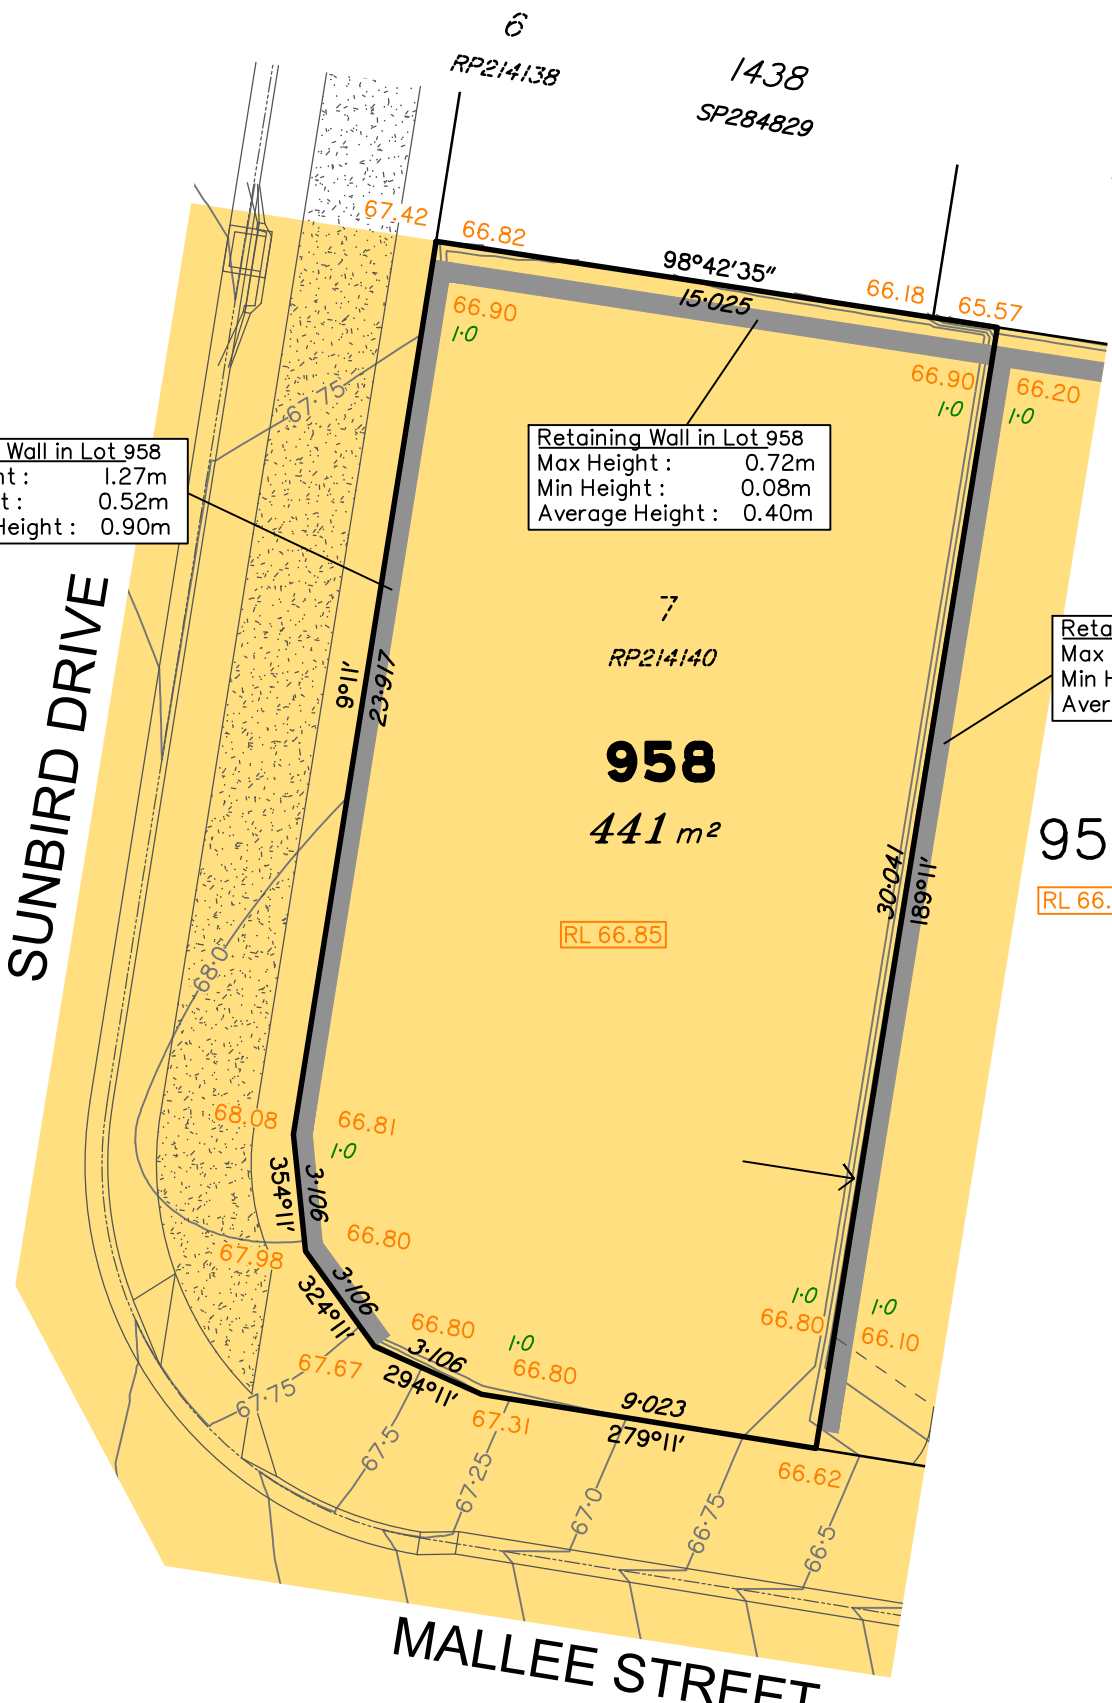 6
RP214138
1438
SP284829
67.42
66.82
98°42'35"
15·025
66.18
65.57
66.90
1·0
66.90
1·0
66.20
1·0
67·75
Wall in Lot 958
ht : 1.27m
t : 0.52m
Height : 0.90m
Retaining Wall in Lot 958
Max Height : 0.72m
Min Height : 0.08m
Average Height : 0.40m
7
RP214140
Reta
Max
Min H
Aver
9°11'
23·917
SUNBIRD DRIVE
958
441 m²
95
RL 66.
RL 66.85
30·041
189°11'
68·0
68.08
66.81
1·0
354°11'
3·106
67.98
66.80
324°11'
3·106
66.80
1·0
66.80
1·0
66.80
1·0
66.10
67.67
3·106
294°11'
67.31
9·023
279°11'
66.62
67·75
67·5
67·25
67·0
66·75
66·5
MALLEE STREET